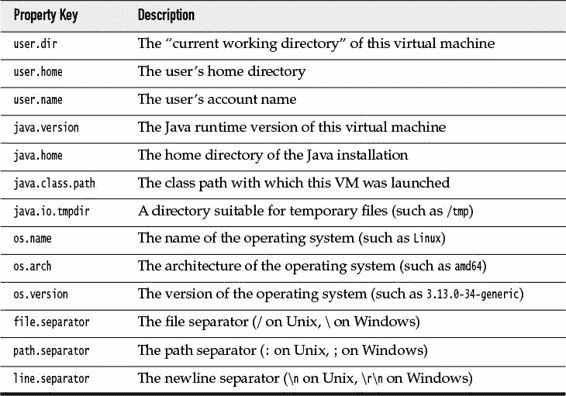 Property Key Description
user.dir The “current working directory” of this virtual machine
user.home The user’s home directory
user.name The user’s account name
java.version The Java runtime version of this virtual machine
java.home The home directory of the Java installation
java.class.path The class path with which this VM was launched
java.io.tmpdir A directory suitable for temporary files (such as /tmp)
os.name The name of the operating system (such as Linux)
os.arch The architecture of the operating system (such as amd64)
os.version The version of the operating system (such as 3.13.0-34-generic)
file.separator The file separator (/ on Unix, \ on Windows)
path.separator The path separator (: on Unix, ; on Windows)
line.separator The newline separator (\n on Unix, \r\n on Windows)